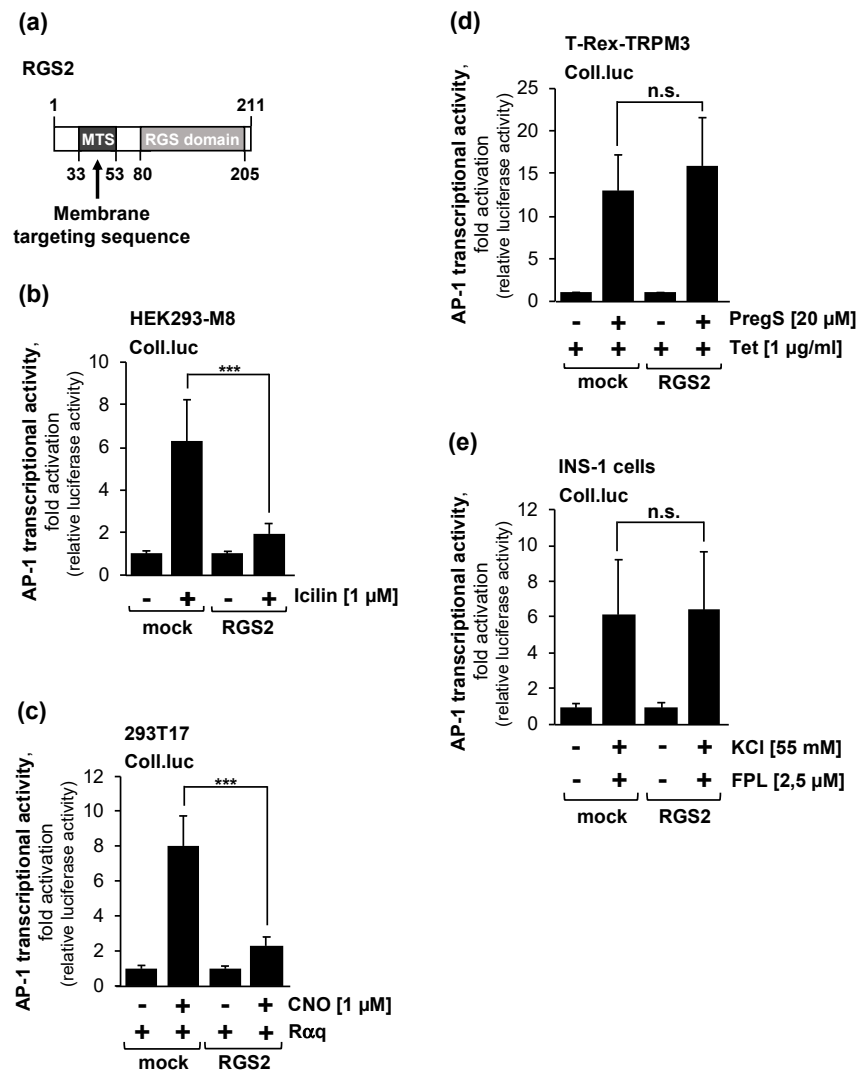 (a)
RGS2
1 211
MTS RGS domain
33 53 80 205
Membrane
targeting sequence
(b)
HEK293-M8
Coll.luc
AP-1 transcriptional activity,
fold activation
(relative luciferase activity)
10
8
6
4
2
0
***
- + - + Icilin [1 µM]
mock RGS2
(c)
293T17
Coll.luc
AP-1 transcriptional activity,
fold activation
(relative luciferase activity)
12
10
8
6
4
2
0
***
- + - + CNO [1 µM]
+ + + + Rαq
mock RGS2
(d)
T-Rex-TRPM3
Coll.luc
AP-1 transcriptional activity,
fold activation
(relative luciferase activity)
25
20
15
10
5
0
n.s.
- + - + PregS [20 µM]
+ + + + Tet [1 µg/ml]
mock RGS2
(e)
INS-1 cells
Coll.luc
AP-1 transcriptional activity,
fold activation
(relative luciferase activity)
12
10
8
6
4
2
0
n.s.
- + - + KCl [55 mM]
- + - + FPL [2,5 µM]
mock RGS2